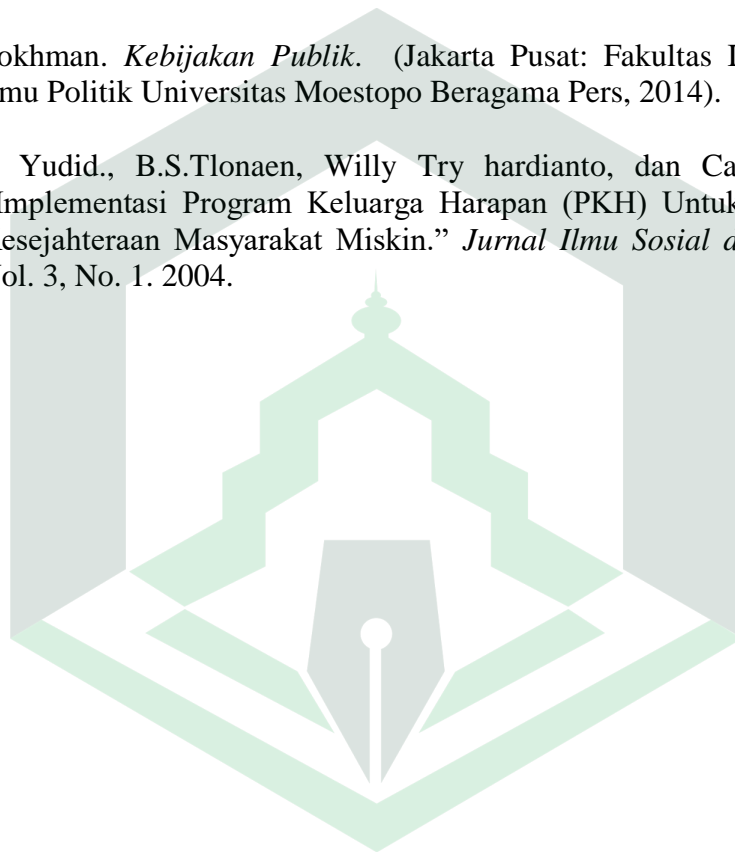 okhman. Kebijakan Publik. (Jakarta Pusat: Fakultas I
mu Politik Universitas Moestopo Beragama Pers, 2014).
Yudid., B.S.Tlonaen, Willy Try hardianto, dan Ca
Implementasi Program Keluarga Harapan (PKH) Untuk
esejahteraan Masyarakat Miskin.” Jurnal Ilmu Sosial d
ol. 3, No. 1. 2004.